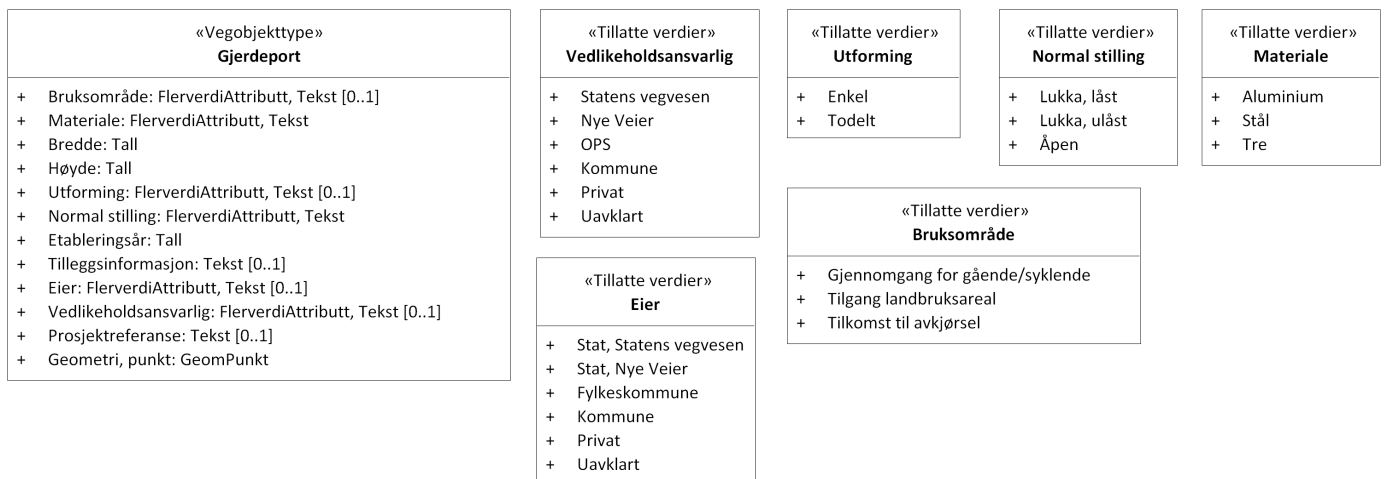 «Vegobjekttype»
Gjerdeport
+ Bruksområde: FlerverdiAttributt, Tekst [0..1]
+ Materiale: FlerverdiAttributt, Tekst
+ Bredde: Tall
+ Høyde: Tall
+ Utforming: FlerverdiAttributt, Tekst [0..1]
+ Normal stilling: FlerverdiAttributt, Tekst
+ Etableringsår: Tall
+ Tilleggsinformasjon: Tekst [0..1]
+ Eier: FlerverdiAttributt, Tekst [0..1]
+ Vedlikeholdsansvarlig: FlerverdiAttributt, Tekst [0..1]
+ Prosjektreferanse: Tekst [0..1]
+ Geometri, punkt: GeomPunkt
«Tillatte verdier»
Vedlikeholdsansvarlig
+ Statens vegvesen
+ Nye Veier
+ OPS
+ Kommune
+ Privat
+ Uavklart
«Tillatte verdier»
Eier
+ Stat, Statens vegvesen
+ Stat, Nye Veier
+ Fylkeskommune
+ Kommune
+ Privat
+ Uavklart
«Tillatte verdier»
Utforming
+ Enkel
+ Todelt
«Tillatte verdier»
Normal stilling
+ Lukka, låst
+ Lukka, ulåst
+ Åpen
«Tillatte verdier»
Materiale
+ Aluminium
+ Stål
+ Tre
«Tillatte verdier»
Bruksområde
+ Gjennomgang for gående/syklende
+ Tilgang landbruksareal
+ Tilkomst til avkjørsel